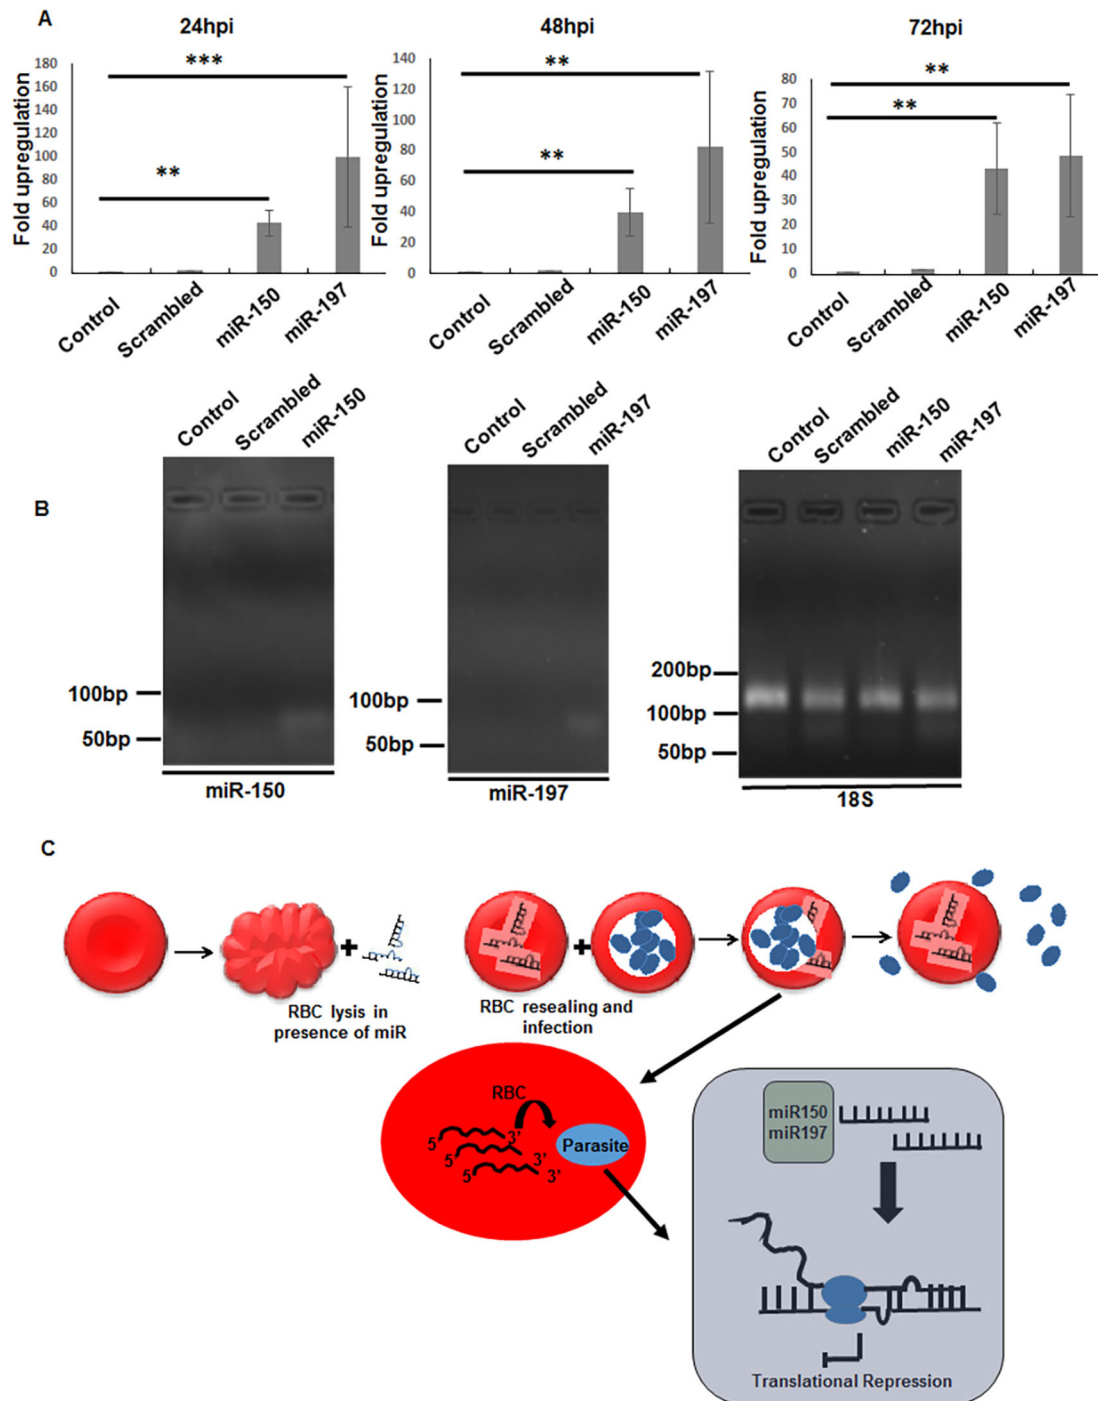 A
24hpi
48hpi
72hpi
***
**
Fold upregulation
180
160
140
120
100
80
60
40
20
0
Control
Scrambled
miR-150
miR-197
**
**
Fold upregulation
140
120
100
80
60
40
20
0
Control
Scrambled
miR-150
miR-197
**
**
Fold upregulation
80
70
60
50
40
30
20
10
0
Control
Scrambled
miR-150
miR-197
B
Control
Scrambled
miR-150
100bp
50bp
miR-150
Control
Scrambled
miR-197
100bp
50bp
miR-197
Control
Scrambled
miR-150
miR-197
200bp
100bp
50bp
18S
C
+
+
RBC lysis in
presence of miR
RBC resealing and
infection
RBC
5' 3'
5' 3'
5' 3'
Parasite
miR150
miR197
Translational Repression